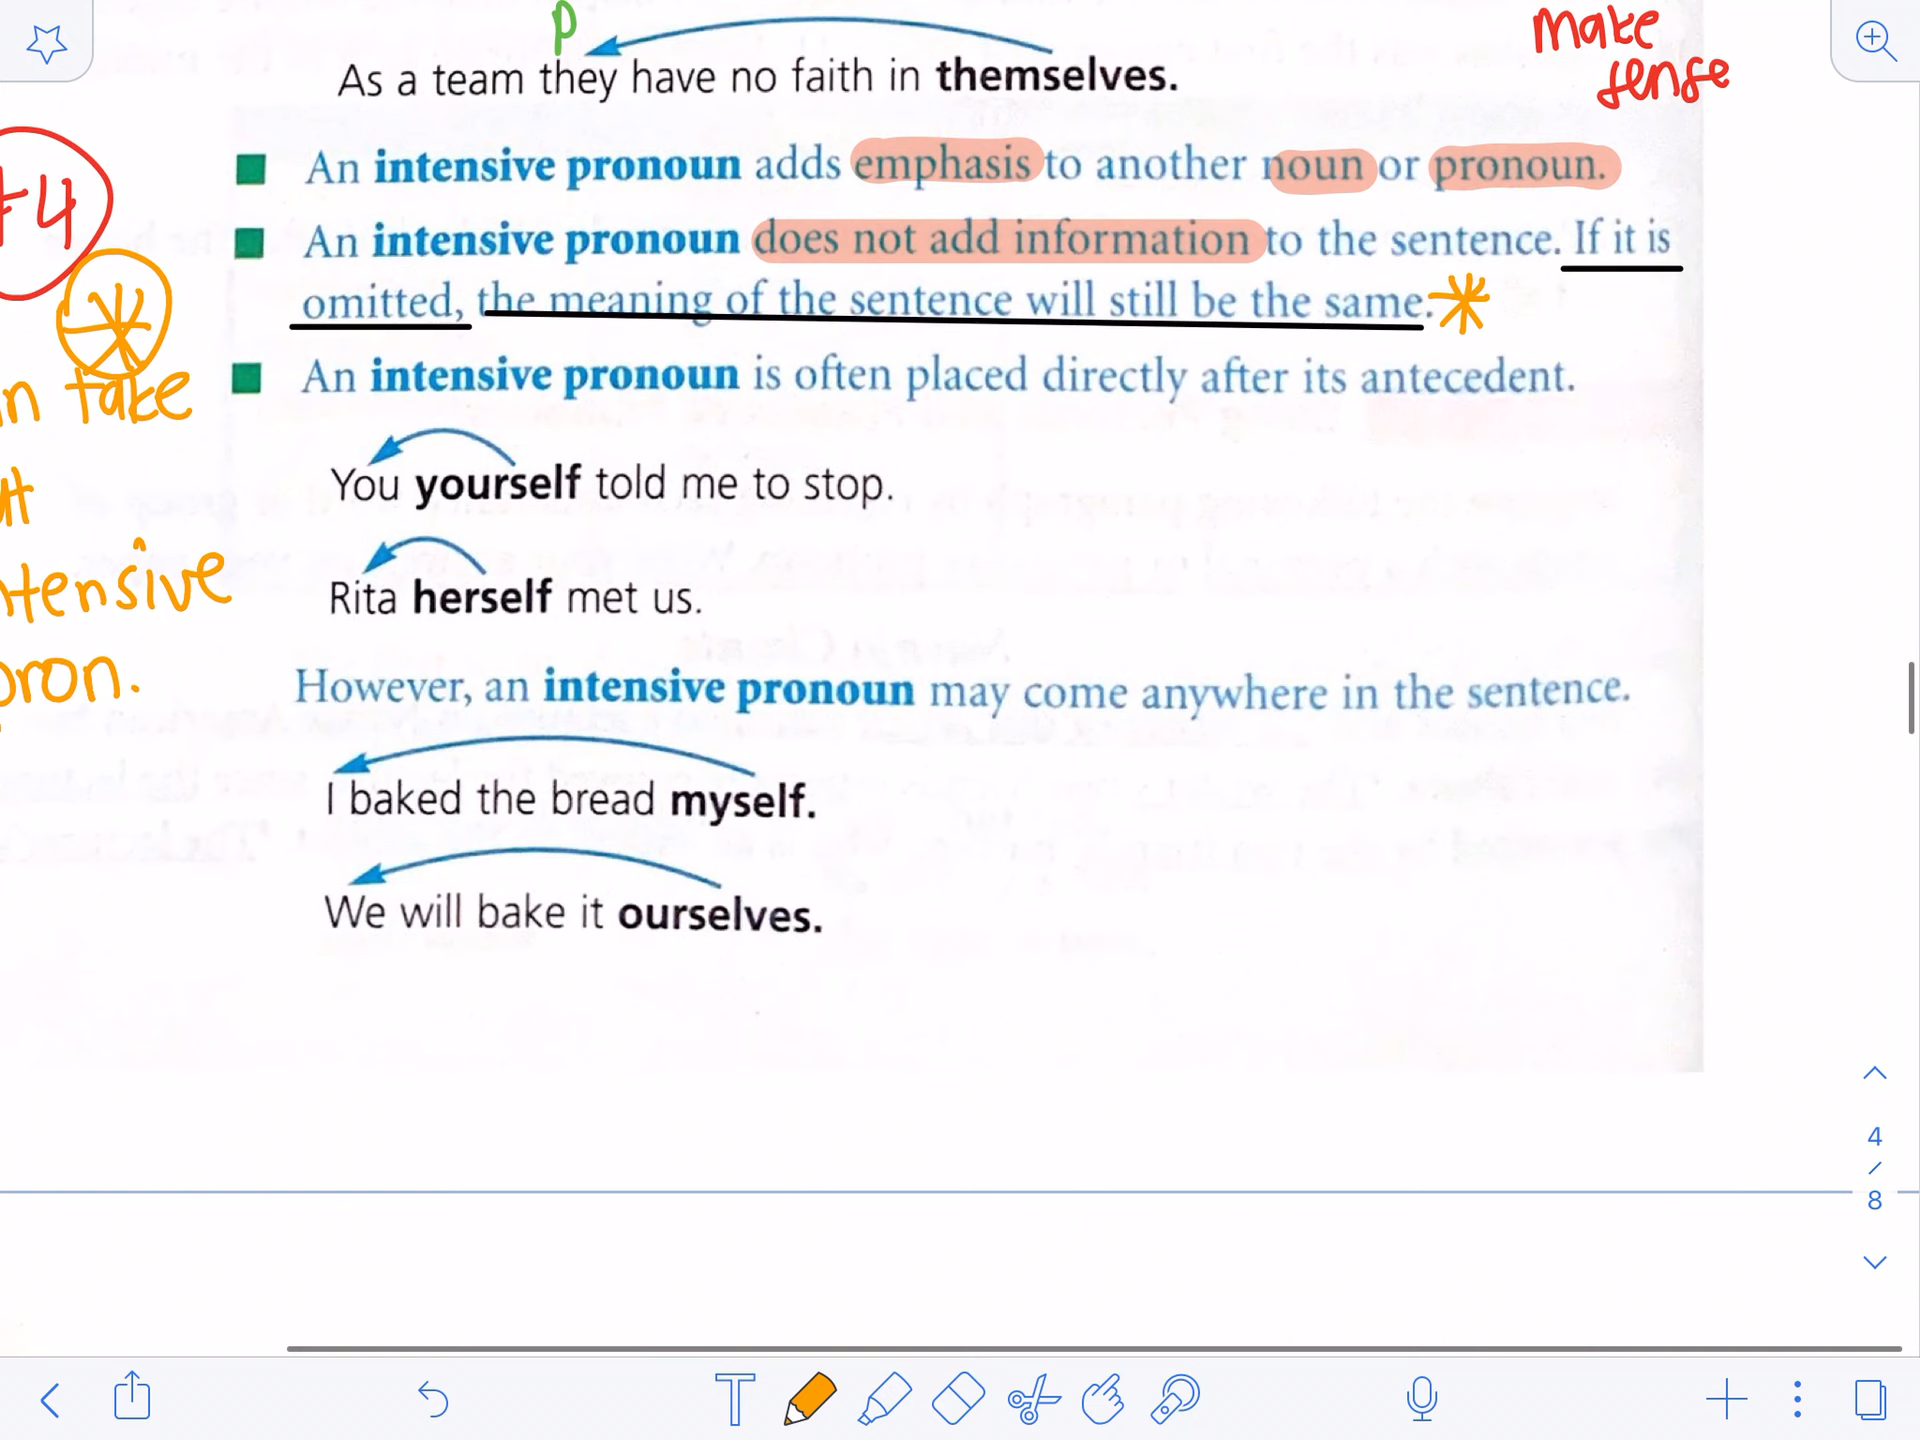 p
make
sense
As a team they have no faith in themselves.
An intensive pronoun adds emphasis to another noun or pronoun.
#4
An intensive pronoun does not add information to the sentence. If it is
omitted, the meaning of the sentence will still be the same.
An intensive pronoun is often placed directly after its antecedent.
take
You yourself told me to stop.
Rita herself met us.
However, an intensive pronoun may come anywhere in the sentence.
pron.
I baked the bread myself.
We will bake it ourselves.
4
/
8
T